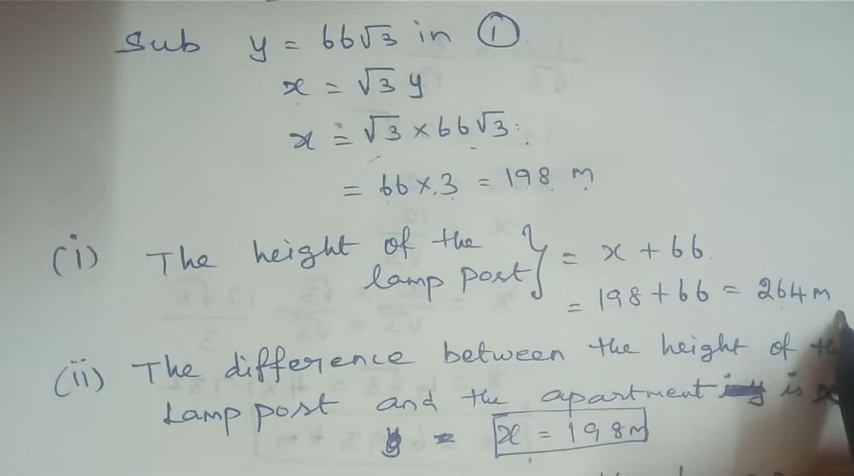 Sub y = 66√3 in ①
x = √3 y
x = √3 × 66√3
= 66 × 3 = 198 m
(i) The height of the lamp post } = x + 66
= 198 + 66 = 264 m
(ii) The difference between the height of
Lamp post and the apartment is x
y = x = 198m